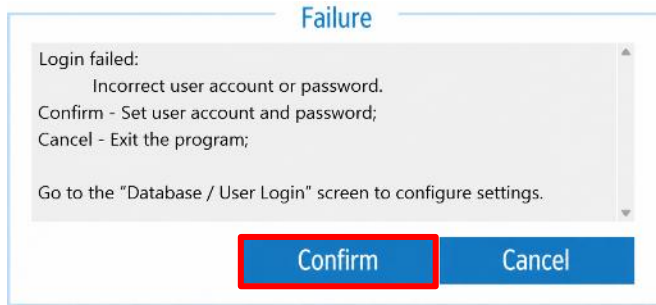 Failure
Login failed:
Incorrect user account or password.
Confirm - Set user account and password;
Cancel - Exit the program;
Go to the “Database / User Login” screen to configure settings.
Confirm
Cancel